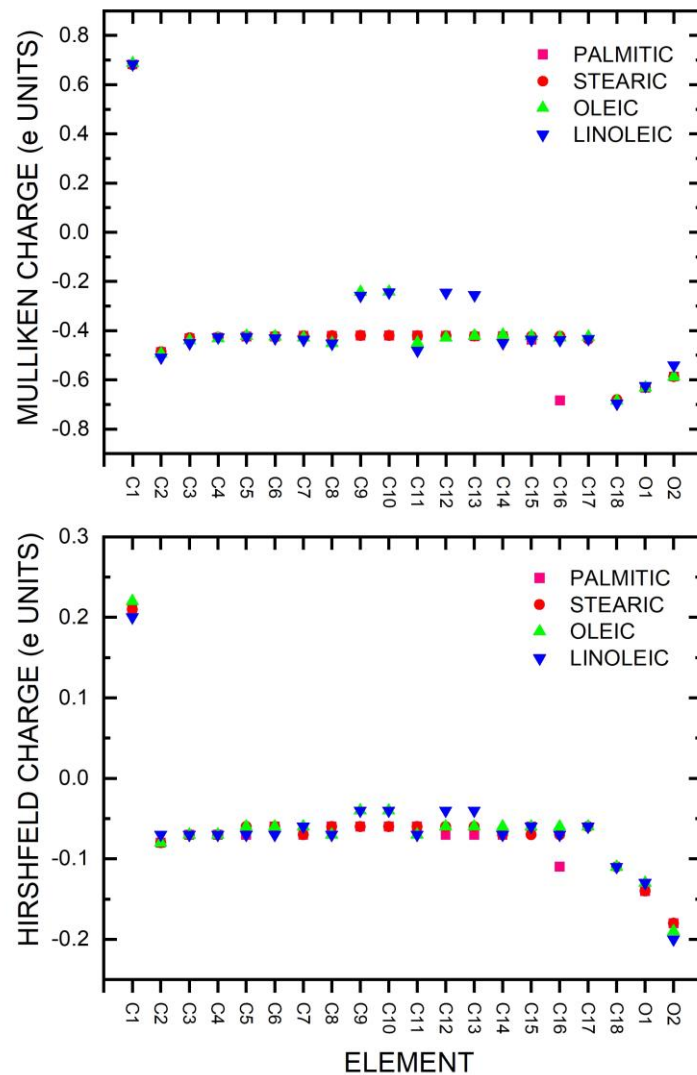 MULLIKEN CHARGE (e UNITS)
0.8
0.6
0.4
0.2
0.0
-0.2
-0.4
-0.6
-0.8
PALMITIC
STEARIC
OLEIC
LINOLEIC
C1 C2 C3 C4 C5 C6 C7 C8 C9 C10 C11 C12 C13 C14 C15 C16 C17 C18 O1 O2
HIRSHFELD CHARGE (e UNITS)
0.3
0.2
0.1
0.0
-0.1
-0.2
PALMITIC
STEARIC
OLEIC
LINOLEIC
C1 C2 C3 C4 C5 C6 C7 C8 C9 C10 C11 C12 C13 C14 C15 C16 C17 C18 O1 O2
ELEMENT